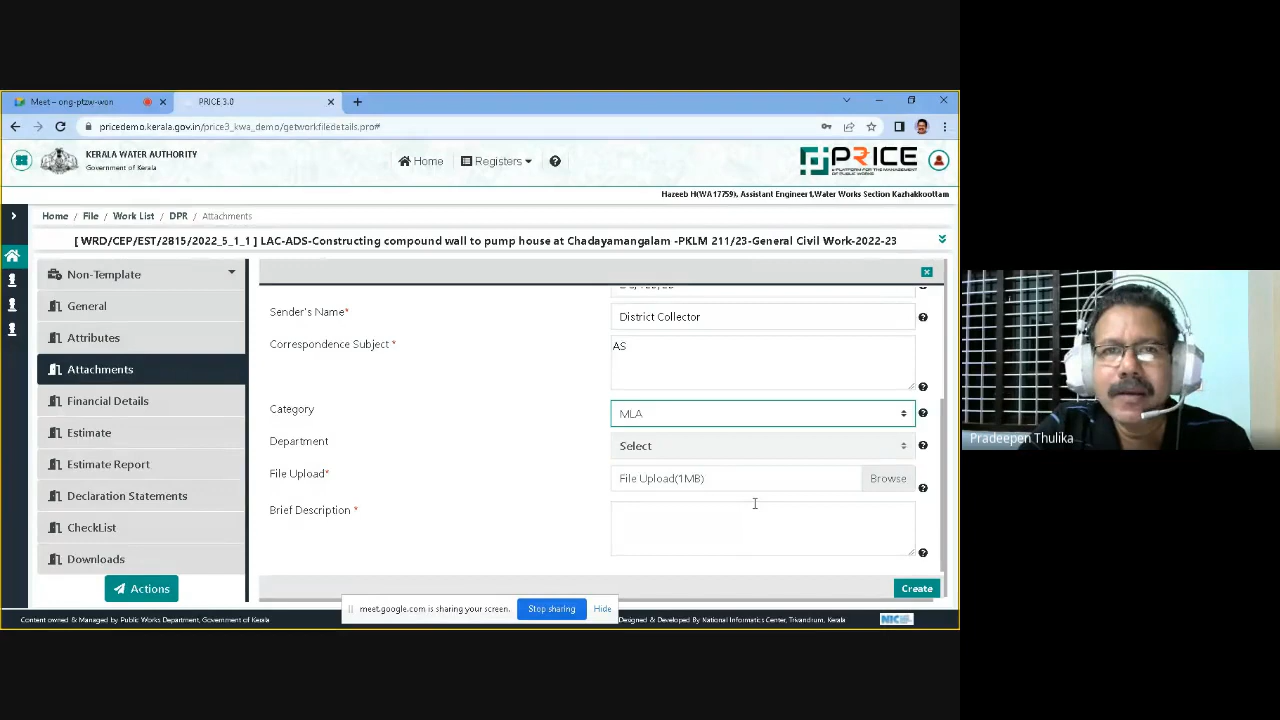 Meet – ong-ptzw-won
PRICE 3.0
pricedemo.kerala.gov.in/price3_kwa_demo/getworkfiledetails.pro#
KERALA WATER AUTHORITY
Government of Kerala
Home
Registers
PRICE
Hazeeb H(WA17759), Assistant Engineer1,Water Works Section Kazhakkoottam
Home / File / Work List / DPR / Attachments
[ WRD/CEP/EST/2815/2022_5_1_1 ] LAC-ADS-Constructing compound wall to pump house at Chadayamangalam -PKLM 211/23-General Civil Work-2022-23
Non-Template
General
Attributes
Attachments
Financial Details
Estimate
Estimate Report
Declaration Statements
CheckList
Downloads
Actions
Sender's Name*
District Collector
Correspondence Subject *
AS
Category
MLA
Department
Select
File Upload*
File Upload(1MB)
Browse
Brief Description *
Create
meet.google.com is sharing your screen.
Stop sharing
Hide
Content owned & Managed by Public Works Department, Government of Kerala
Designed & Developed By National Informatics Center, Trivandrum, Kerala
NIC
Pradeepen Thulika